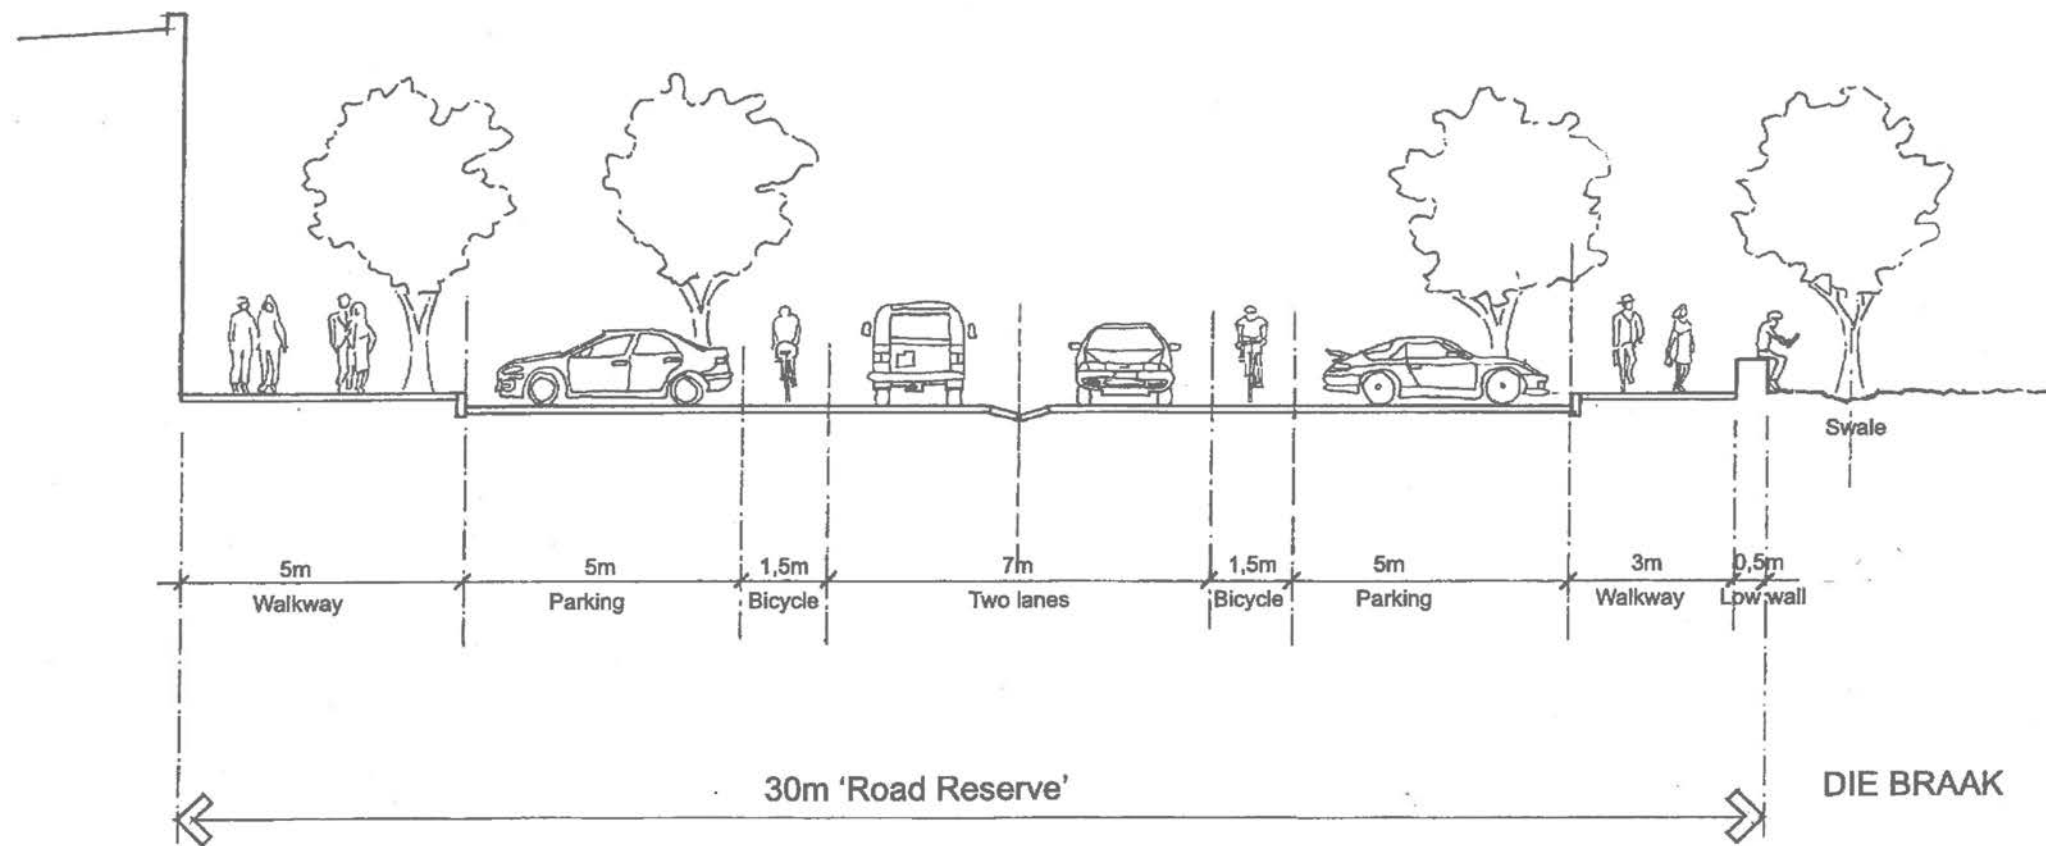 Swale
5m 5m 1,5m 7m 1,5m 5m 3m 0,5m
Walkway Parking Bicycle Two lanes Bicycle Parking Walkway Low wall
30m ‘Road Reserve’
DIE BRAAK